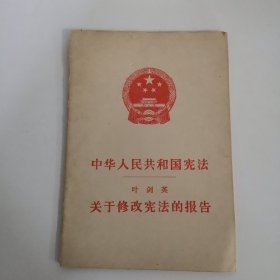 中华人民共和国宪法
叶剑英
关于修改宪法的报告